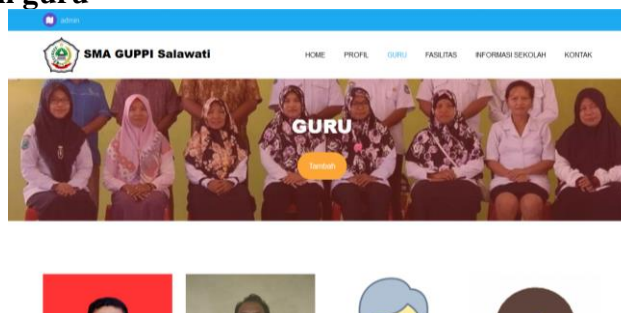 n guru
admin
SMA GUPPI Salawati
HOME PROFIL GURU FASILITAS INFORMASI SEKOLAH KONTAK
GURU
Tambah